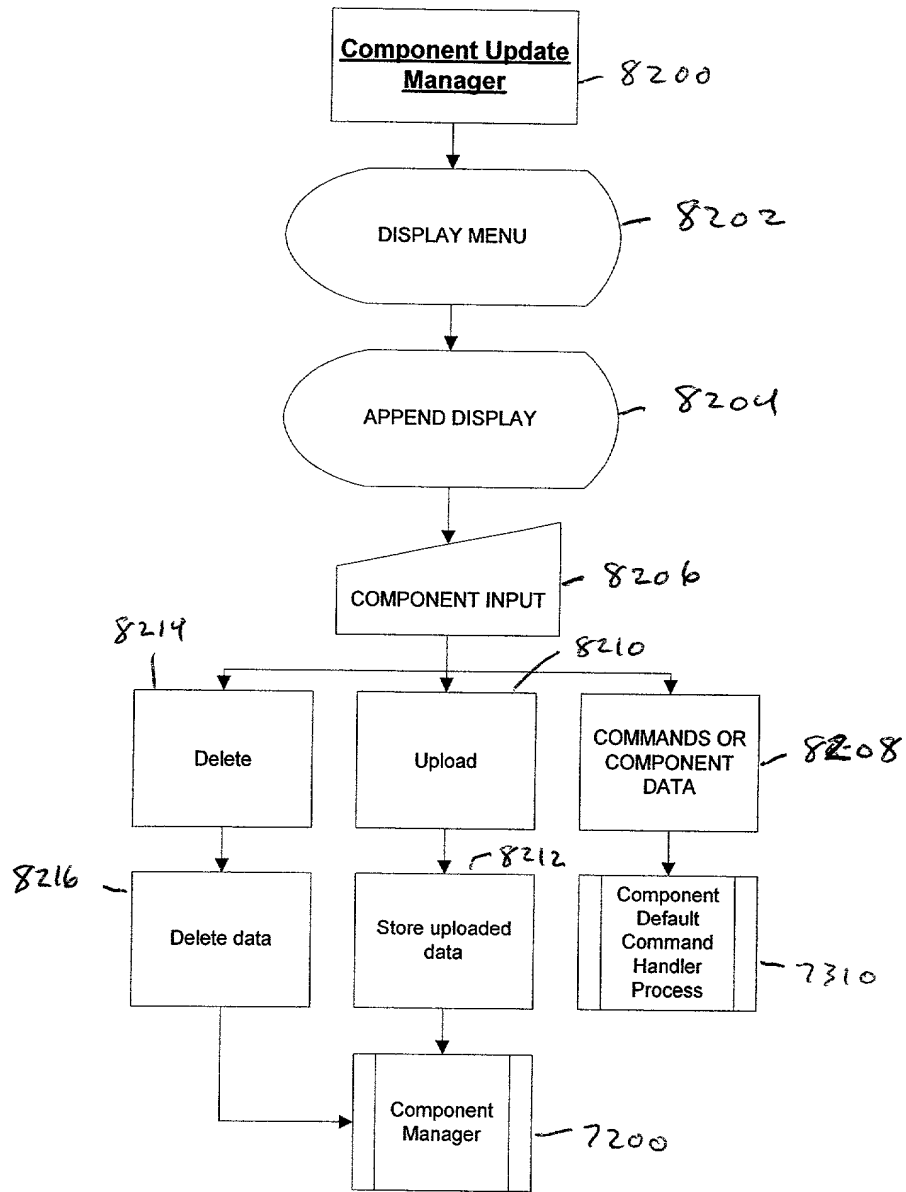 Component Update
Manager
8200
DISPLAY MENU
8202
APPEND DISPLAY
8204
COMPONENT INPUT
8206
8214
8210
Delete
Upload
COMMANDS OR
COMPONENT
DATA
8208
8216
8212
Delete data
Store uploaded
data
Component
Default
Command
Handler
Process
7310
Component
Manager
7200